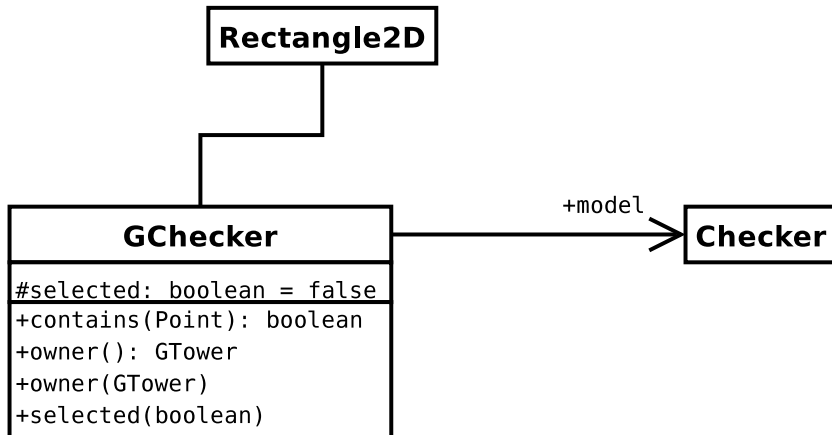 Rectangle2D
+model
GChecker
Checker
#selected: boolean = false
+contains(Point): boolean
+owner(): GTower
+owner(GTower)
+selected(boolean)